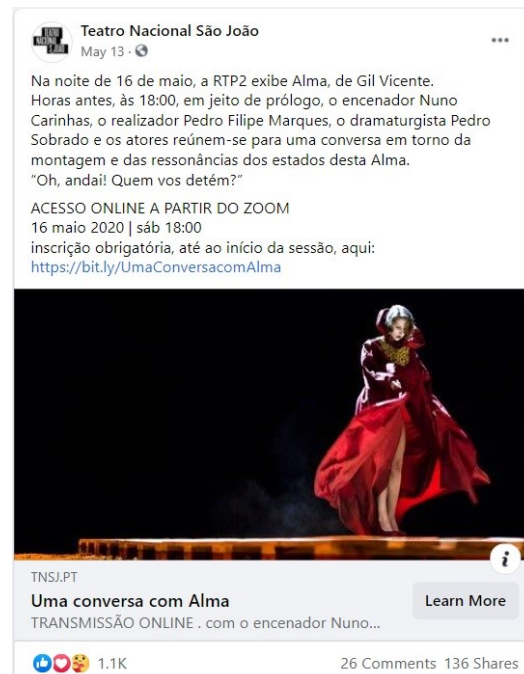 TEATRO
NACIONAL
S. JOÃO
Teatro Nacional São João
May 13 ·
Na noite de 16 de maio, a RTP2 exibe Alma, de Gil Vicente.
Horas antes, às 18:00, em jeito de prólogo, o encenador Nuno
Carinhas, o realizador Pedro Filipe Marques, o dramaturgista Pedro
Sobrado e os atores reúnem-se para uma conversa em torno da
montagem e das ressonâncias dos estados desta Alma.
“Oh, andai! Quem vos detém?”
ACESSO ONLINE A PARTIR DO ZOOM
16 maio 2020 | sáb 18:00
inscrição obrigatória, até ao início da sessão, aqui:
https://bit.ly/UmaConversacomAlma
i
TNSJ.PT
Uma conversa com Alma
Learn More
TRANSMISSÃO ONLINE . com o encenador Nuno...
1.1K
26 Comments 136 Shares